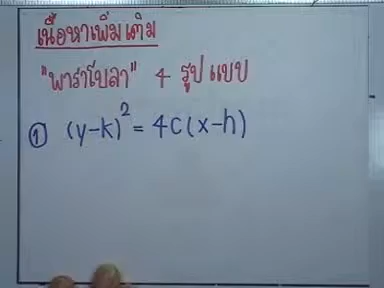 เนื้อหาเพิ่มเติม
"พาราโบลา" 4 รูปแบบ
① (y-k)² = 4c(x-h)